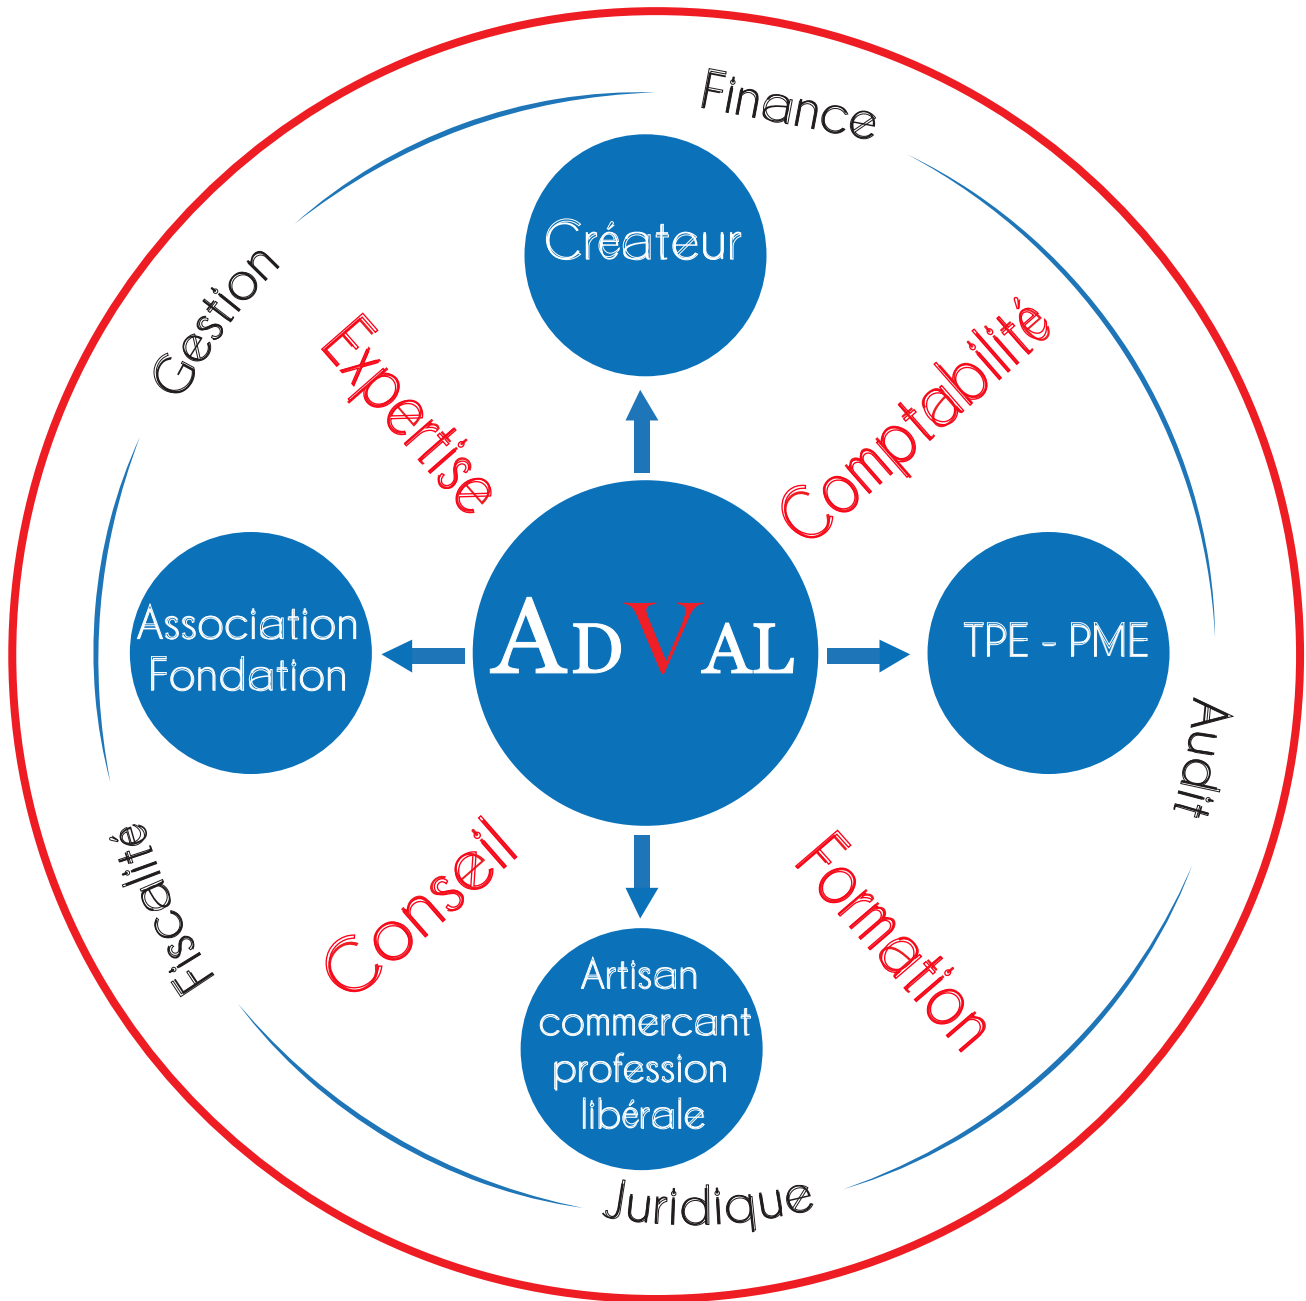 Finance
Créateur
Gestion
Expertise
Comptabilité
Association
Fondation
ADVAL
TPE - PME
Audit
Fiscalité
Conseil
Formation
Artisan
commercant
profession
libérale
Juridique